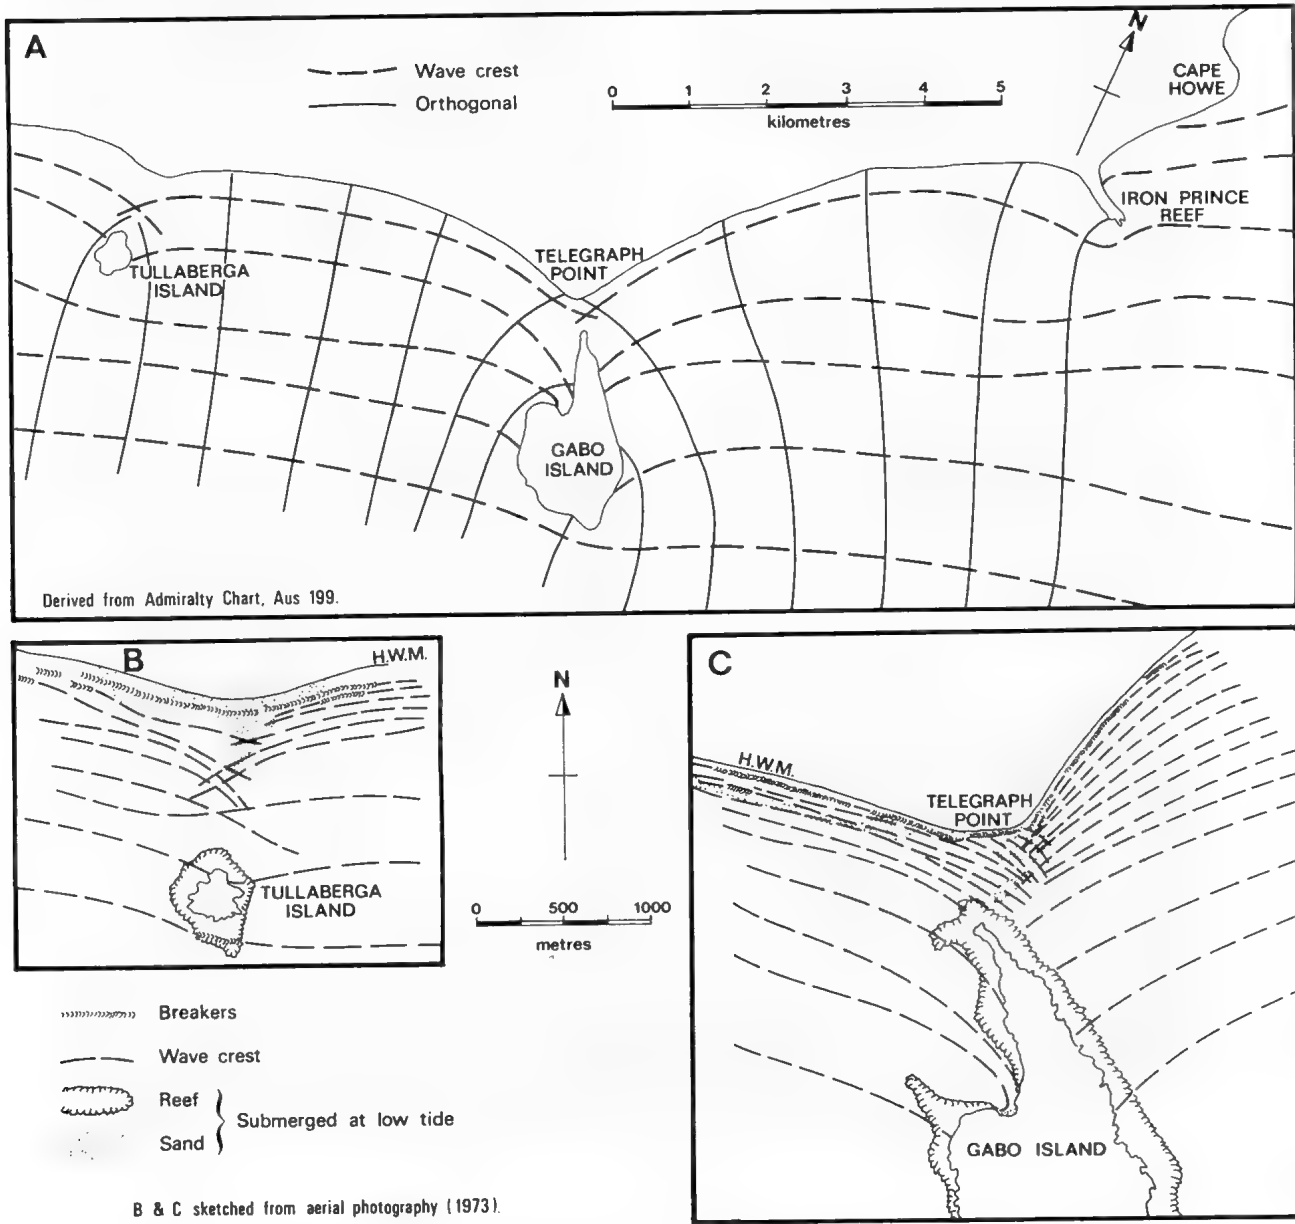 A
Wave crest
Orthogonal
0 1 2 3 4 5
kilometres
N
CAPE
HOWE
IRON PRINCE
REEF
TELEGRAPH
POINT
TULLABERGA
ISLAND
GABO
ISLAND
Derived from Admiralty Chart, Aus 199.
B
H.W.M.
TULLABERGA
ISLAND
N
0 500 1000
metres
C
H.W.M.
TELEGRAPH
POINT
GABO ISLAND
Breakers
Wave crest
Reef
Sand
Submerged at low tide
B & C sketched from aerial photography (1973).